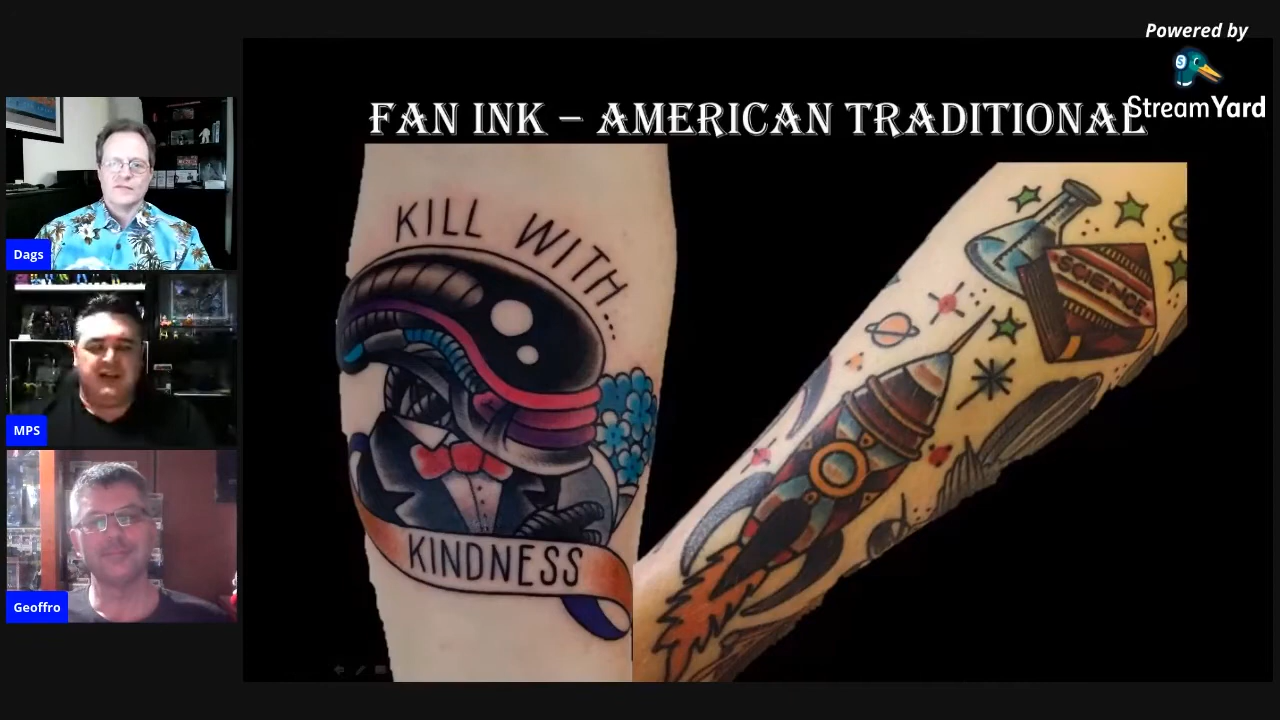 Powered by
StreamYard
FAN INK – AMERICAN TRADITIONAL
Dags
MPS
Geoffro
KILL WITH...
KINDNESS
SCIENCE